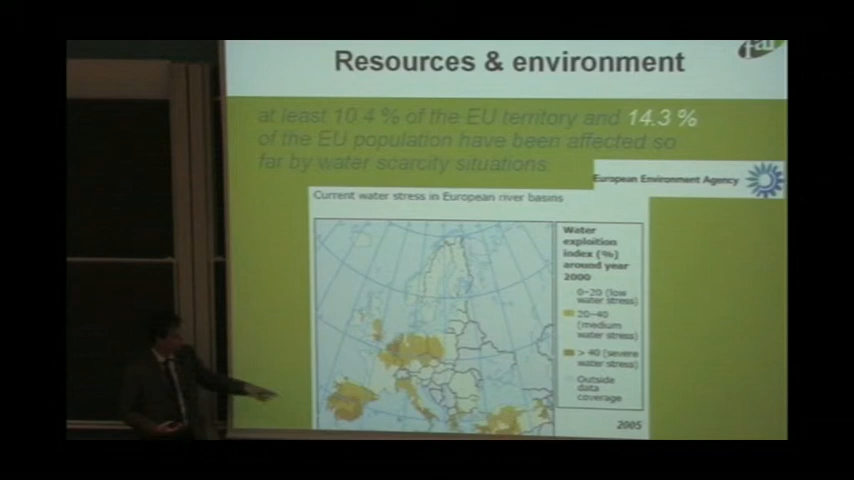 Resources & environment
at least 10.4 % of the EU territory and 14.3 %
of the EU population have been affected so
far by water scarcity situations
European Environment Agency
Current water stress in European river basins
Water
exploition
index (%)
around year
2000
0-20 (low
water stress)
20-40
(medium
water stress)
> 40 (severe
water stress)
Outside
data
coverage
2005